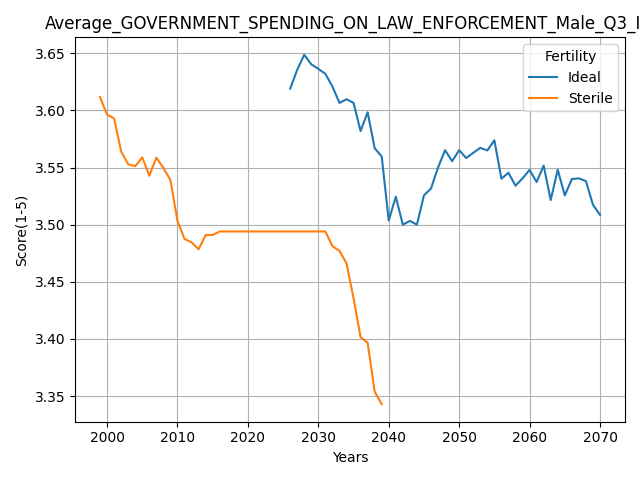 Average_GOVERNMENT_SPENDING_ON_LAW_ENFORCEMENT_Male_Q3_I
Fertility
Ideal
Sterile
Score(1-5)
3.65
3.60
3.55
3.50
3.45
3.40
3.35
2000 2010 2020 2030 2040 2050 2060 2070
Years